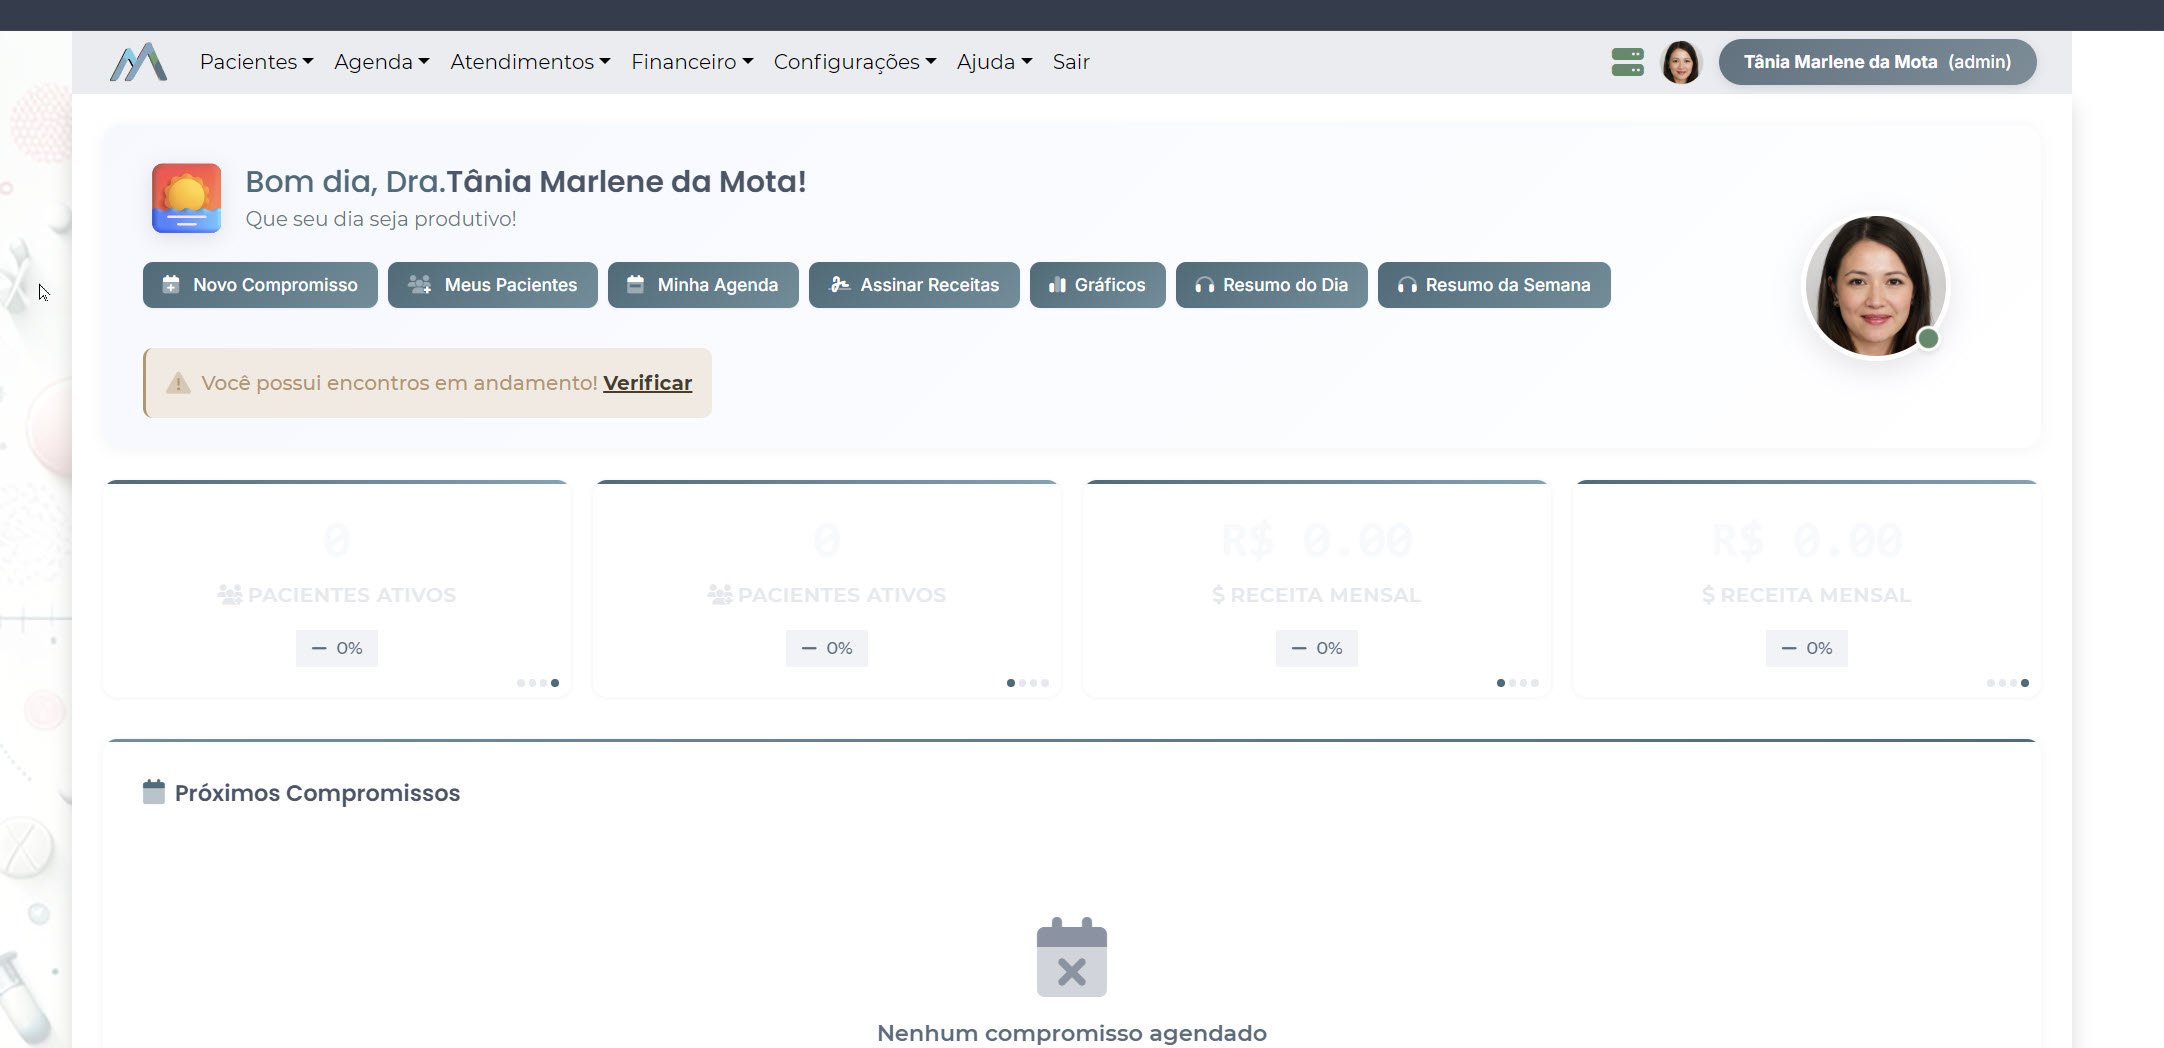 Pacientes Agenda Atendimentos Financeiro Configurações Ajuda Sair Tânia Marlene da Mota (admin)
Bom dia, Dra.Tânia Marlene da Mota!
Que seu dia seja produtivo!
Novo Compromisso Meus Pacientes Minha Agenda Assinar Receitas Gráficos Resumo do Dia Resumo da Semana
Você possui encontros em andamento! Verificar
0 0 R$ 0.00 R$ 0.00
PACIENTES ATIVOS PACIENTES ATIVOS $ RECEITA MENSAL $ RECEITA MENSAL
0% 0% 0% 0%
Próximos Compromissos
Nenhum compromisso agendado